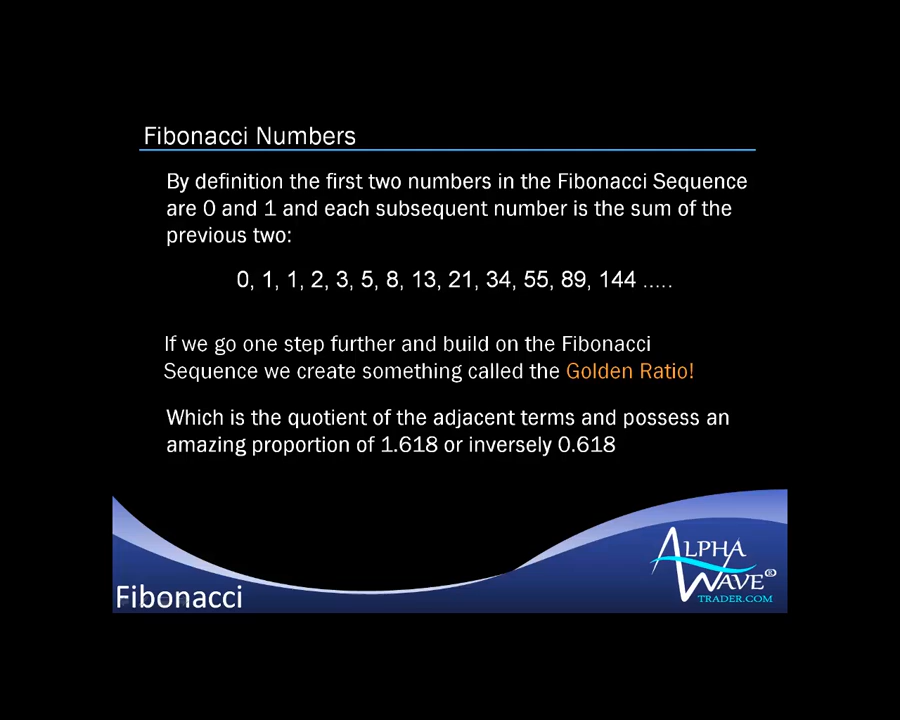 Fibonacci Numbers
By definition the first two numbers in the Fibonacci Sequence
are 0 and 1 and each subsequent number is the sum of the
previous two:
0, 1, 1, 2, 3, 5, 8, 13, 21, 34, 55, 89, 144 .....
If we go one step further and build on the Fibonacci
Sequence we create something called the Golden Ratio!
Which is the quotient of the adjacent terms and possess an
amazing proportion of 1.618 or inversely 0.618
Fibonacci
ALPHA
WAVE®
TRADER.COM